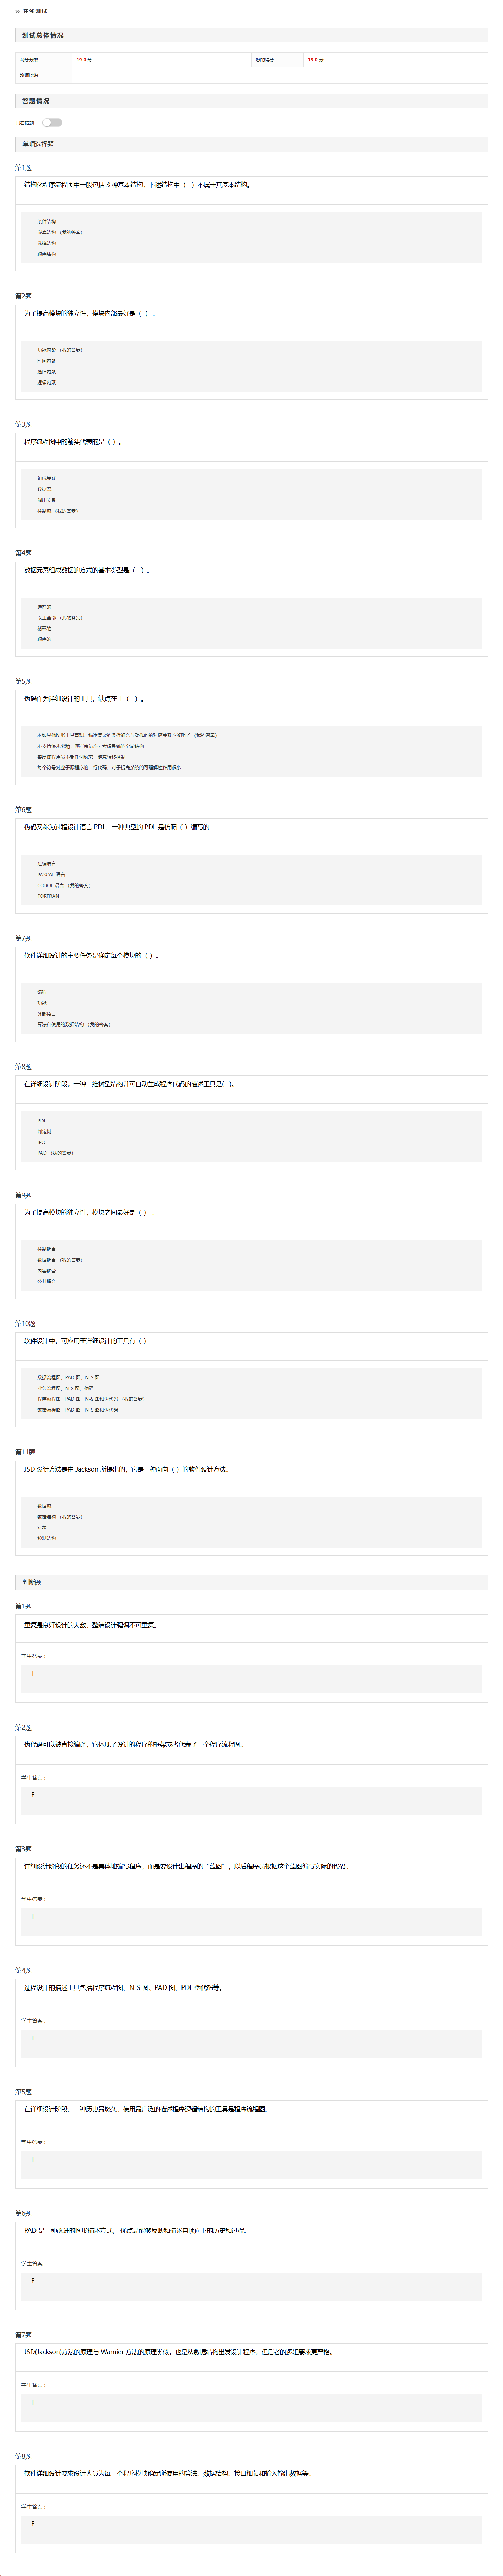 » 在线测试
测试总体情况
满分分数 19.0 分 您的得分 15.0 分
教师批语
答题情况
只看错题
单项选择题
第1题
结构化程序流程图中一般包括 3 种基本结构，下述结构中（ ）不属于其基本结构。
条件结构
嵌套结构 （我的答案）
选择结构
顺序结构
第2题
为了提高模块的独立性，模块内部最好是（ ） 。
功能内聚 （我的答案）
时间内聚
通信内聚
逻辑内聚
第3题
程序流程图中的箭头代表的是（ ）。
组成关系
数据流
调用关系
控制流 （我的答案）
第4题
数据元素组成数据的方式的基本类型是（ ）。
选择的
以上全部 （我的答案）
循环的
顺序的
第5题
伪码作为详细设计的工具，缺点在于（ ）。
不如其他图形工具直观，描述复杂的条件组合与动作间的对应关系不够明了 （我的答案）
不支持逐步求精，使程序员不去考虑系统的全局结构
容易使程序员不受任何约束，随意转移控制
每个符号对应于源程序的一行代码，对于提高系统的可理解性作用很小
第6题
伪码又称为过程设计语言 PDL，一种典型的 PDL 是仿照（ ）编写的。
汇编语言
PASCAL 语言
COBOL 语言 （我的答案）
FORTRAN
第7题
软件详细设计的主要任务是确定每个模块的（ ）。
编程
功能
外部接口
算法和使用的数据结构 （我的答案）
第8题
在详细设计阶段，一种二维树型结构并可自动生成程序代码的描述工具是( )。
PDL
判定树
IPO
PAD （我的答案）
第9题
为了提高模块的独立性，模块之间最好是（ ） 。
控制耦合
数据耦合 （我的答案）
内容耦合
公共耦合
第10题
软件设计中，可应用于详细设计的工具有（ ）
数据流程图、PAD 图、N-S 图
业务流程图、N-S 图、伪码
程序流程图、PAD 图、N-S 图和伪代码 （我的答案）
数据流程图、PAD 图、N-S 图和伪代码
第11题
JSD 设计方法是由 Jackson 所提出的，它是一种面向（ ）的软件设计方法。
数据流
数据结构 （我的答案）
对象
控制结构
判断题
第1题
重复是良好设计的大敌，整洁设计强调不可重复。
学生答案：
F
第2题
伪代码可以被直接编译，它体现了设计的程序的框架或者代表了一个程序流程图。
学生答案：
F
第3题
详细设计阶段的任务还不是具体地编写程序，而是要设计出程序的“蓝图”，以后程序员根据这个蓝图编写实际的代码。
学生答案：
T
第4题
过程设计的描述工具包括程序流程图、N-S 图、PAD 图、PDL 伪代码等。
学生答案：
T
第5题
在详细设计阶段，一种历史最悠久、使用最广泛的描述程序逻辑结构的工具是程序流程图。
学生答案：
T
第6题
PAD 是一种改进的图形描述方式， 优点是能够反映和描述自顶向下的历史和过程。
学生答案：
F
第7题
JSD(Jackson)方法的原理与 Warnier 方法的原理类似，也是从数据结构出发设计程序，但后者的逻辑要求更严格。
学生答案：
T
第8题
软件详细设计要求设计人员为每一个程序模块确定所使用的算法、数据结构、接口细节和输入输出数据等。
学生答案：
F